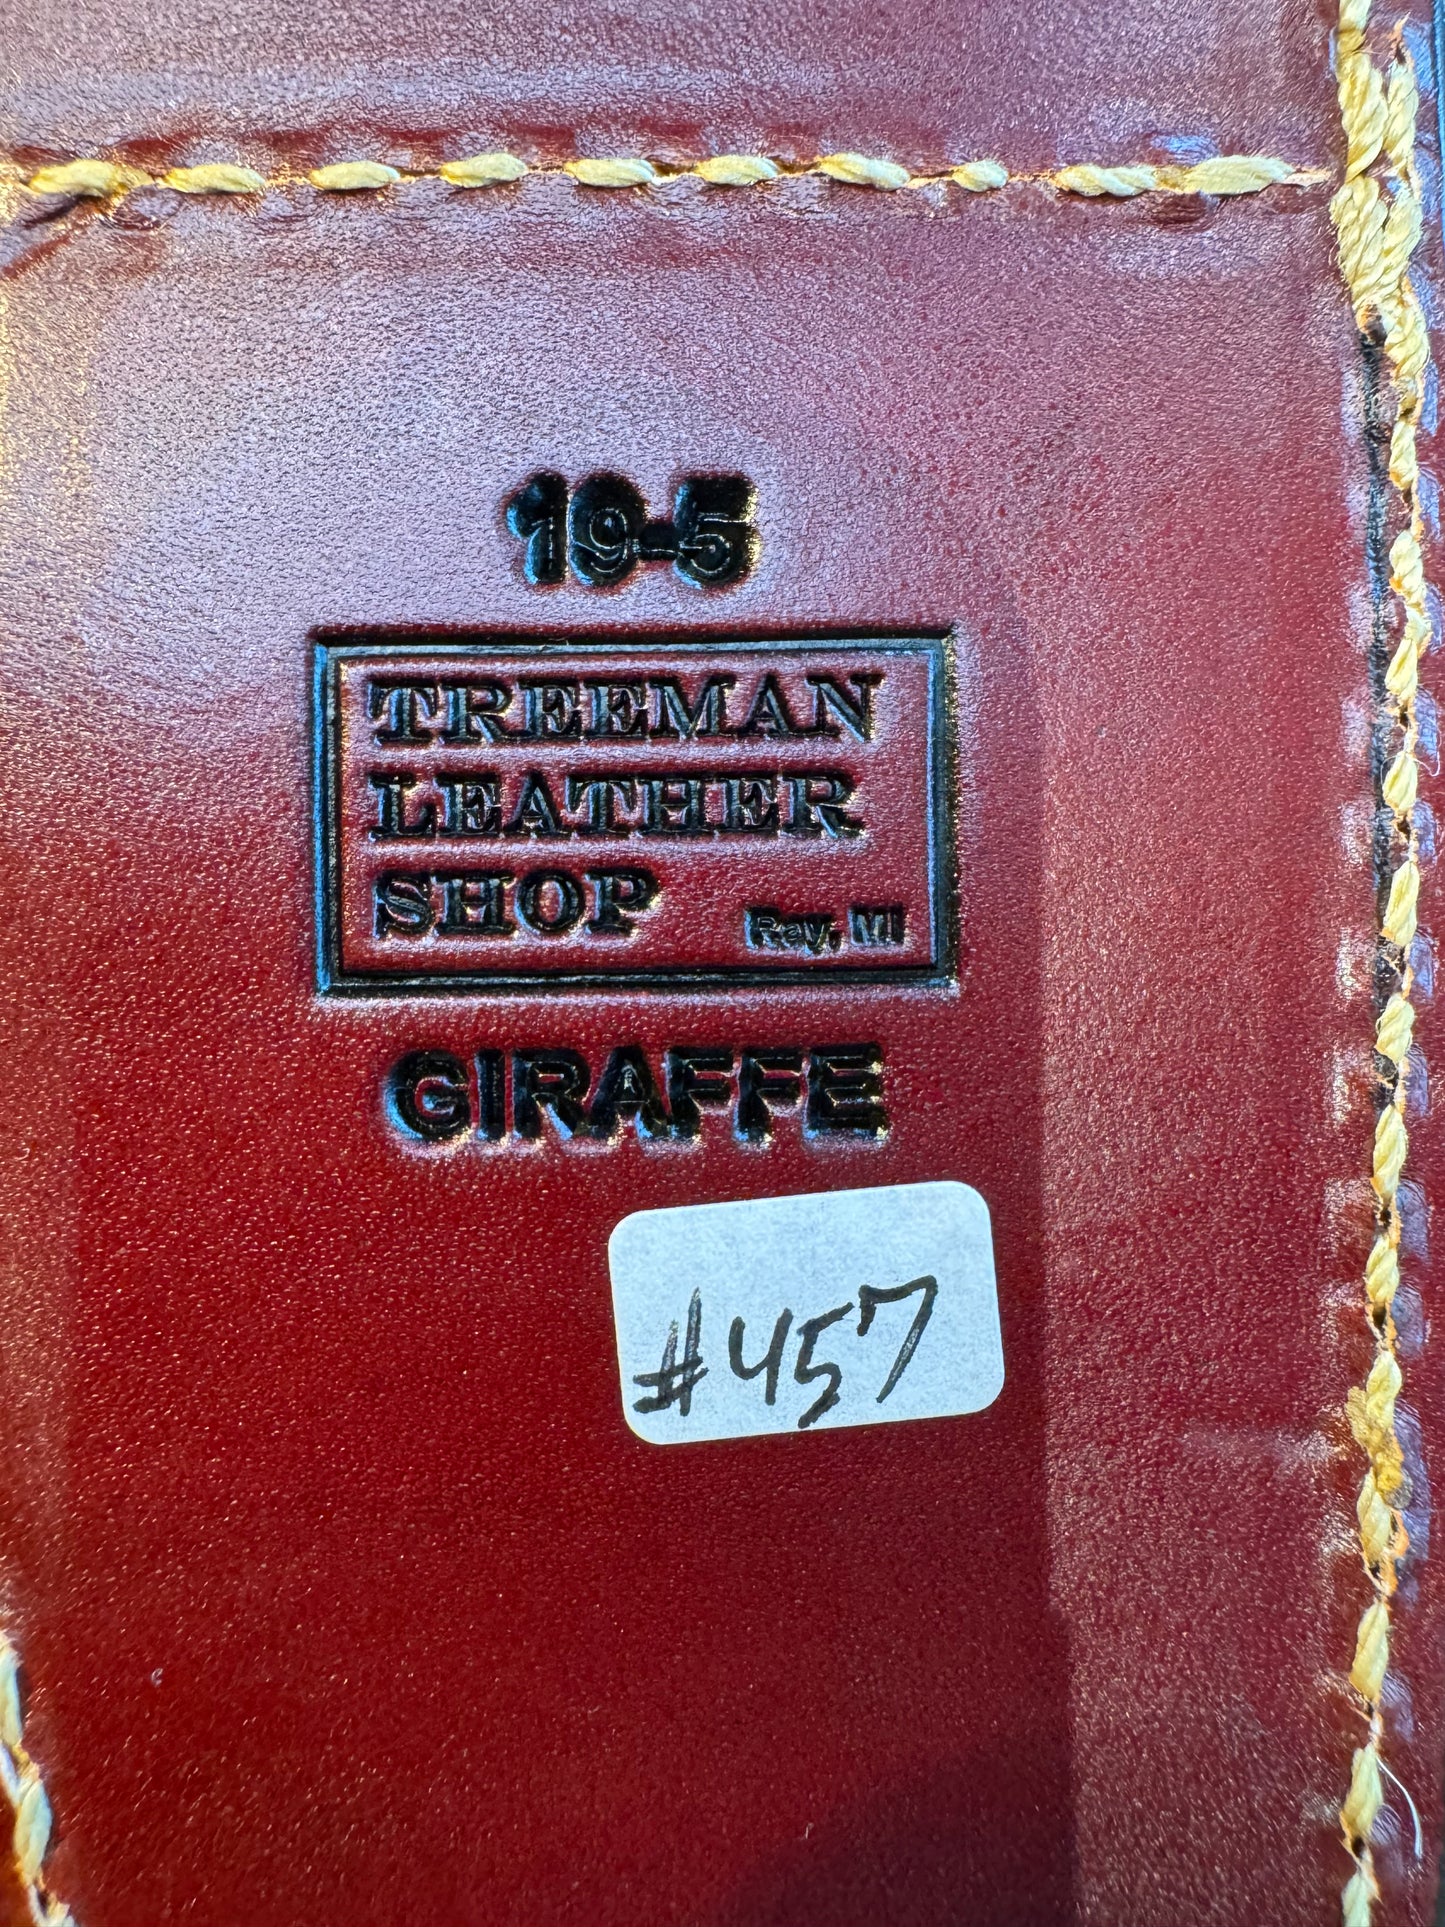 19-5
TREEMAN
LEATHER
SHOP Ray, MI
GIRAFFE
#457